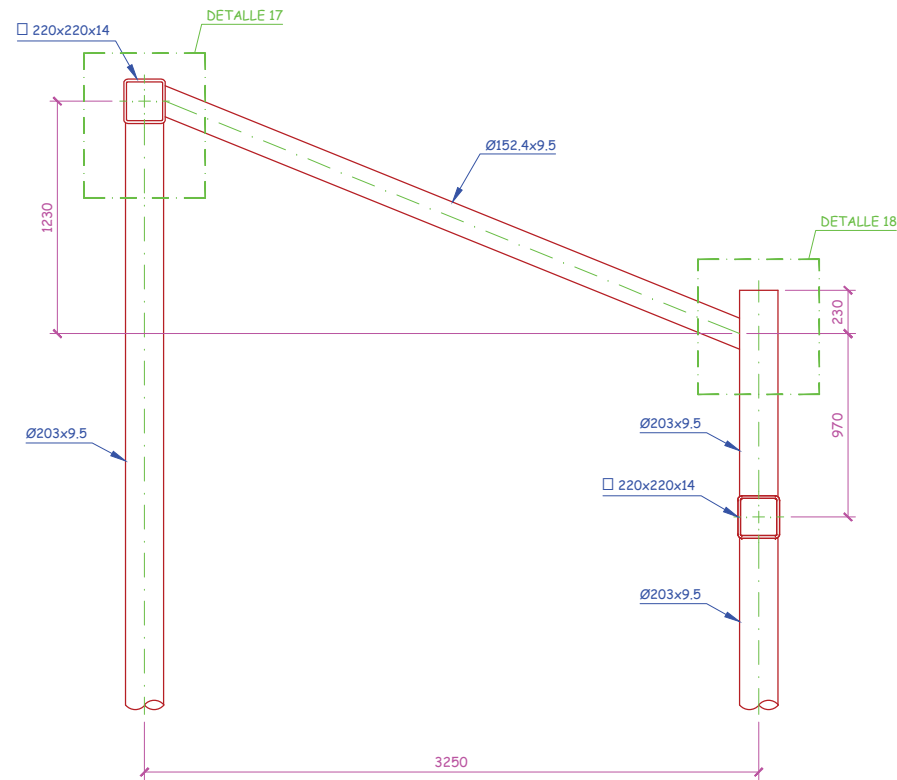 DETALLE 17
□ 220x220x14
Ø152.4x9.5
1230
DETALLE 18
230
970
Ø203x9.5
Ø203x9.5
□ 220x220x14
Ø203x9.5
3250